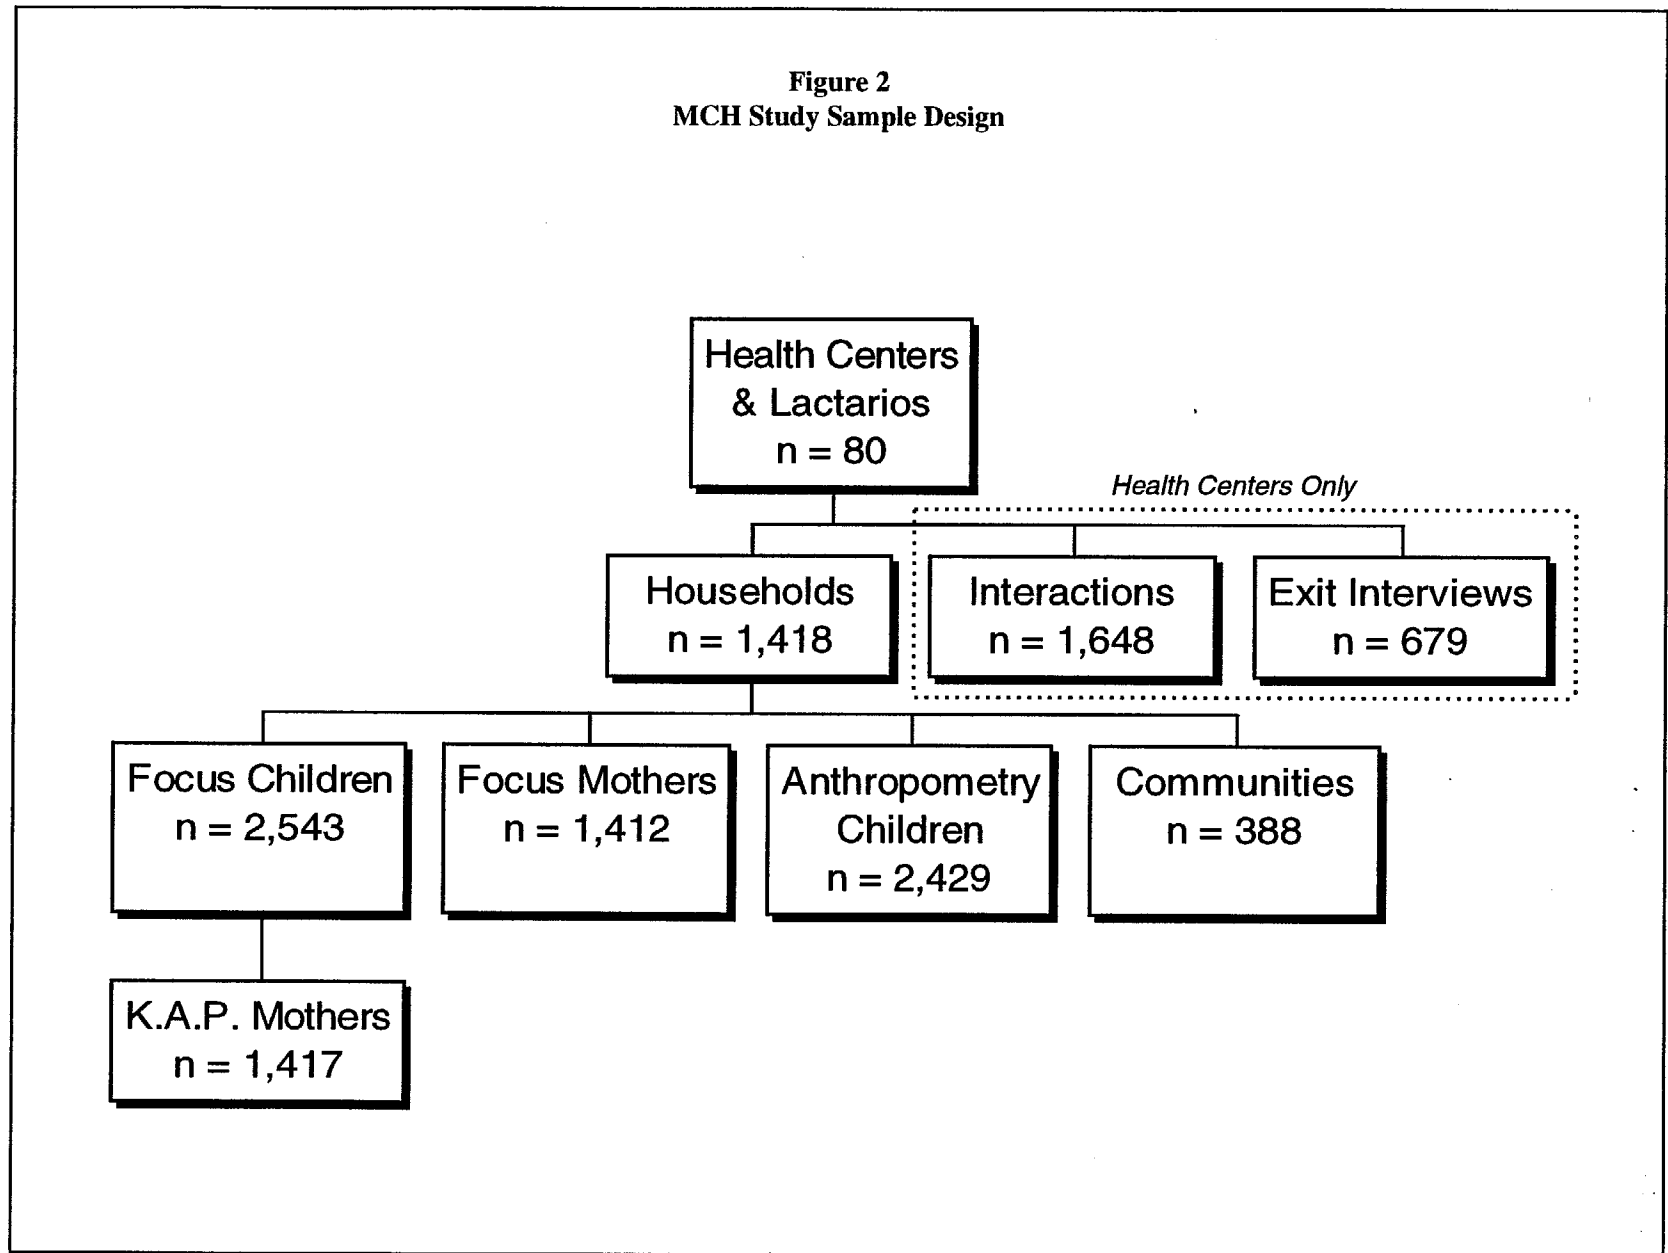 Figure 2
MCH Study Sample Design
Health Centers
& Lactarios
n = 80
Health Centers Only
Households
n = 1,418
Interactions
n = 1,648
Exit Interviews
n = 679
Focus Children
n = 2,543
Focus Mothers
n = 1,412
Anthropometry
Children
n = 2,429
Communities
n = 388
K.A.P. Mothers
n = 1,417